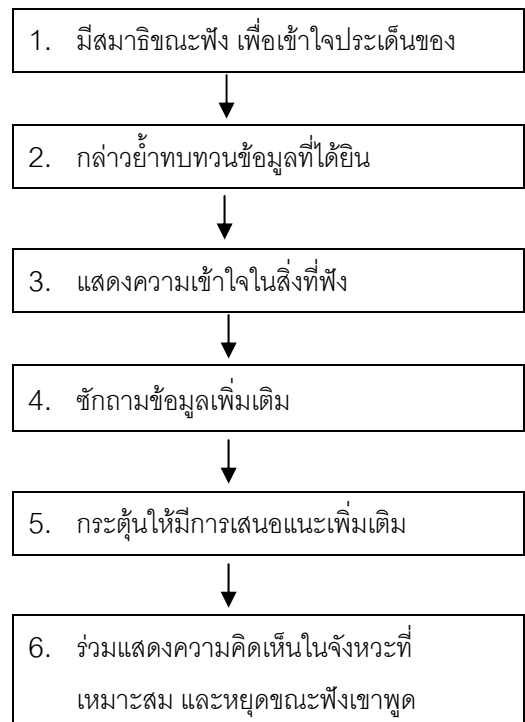 1. มีสมาธิขณะฟัง เพื่อเข้าใจประเด็นของ
2. กล่าวย้ำทบทวนข้อมูลที่ได้ยิน
3. แสดงความเข้าใจในสิ่งที่ฟัง
4. ซักถามข้อมูลเพิ่มเติม
5. กระตุ้นให้มีการเสนอแนะเพิ่มเติม
6. ร่วมแสดงความคิดเห็นในจังหวะที่
เหมาะสม และหยุดขณะฟังเขาพูด